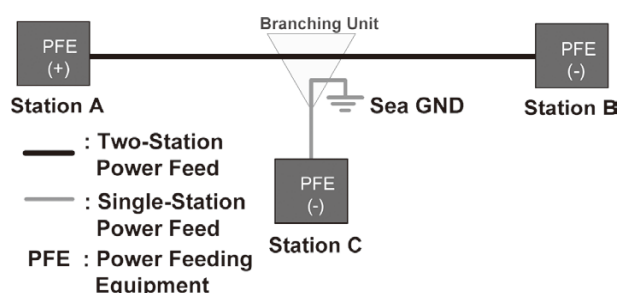 Branching Unit
PFE
(+)
PFE
(-)
Station A
Sea GND
Station B
: Two-Station
Power Feed
PFE
(-)
: Single-Station
Power Feed
Station C
PFE : Power Feeding
Equipment